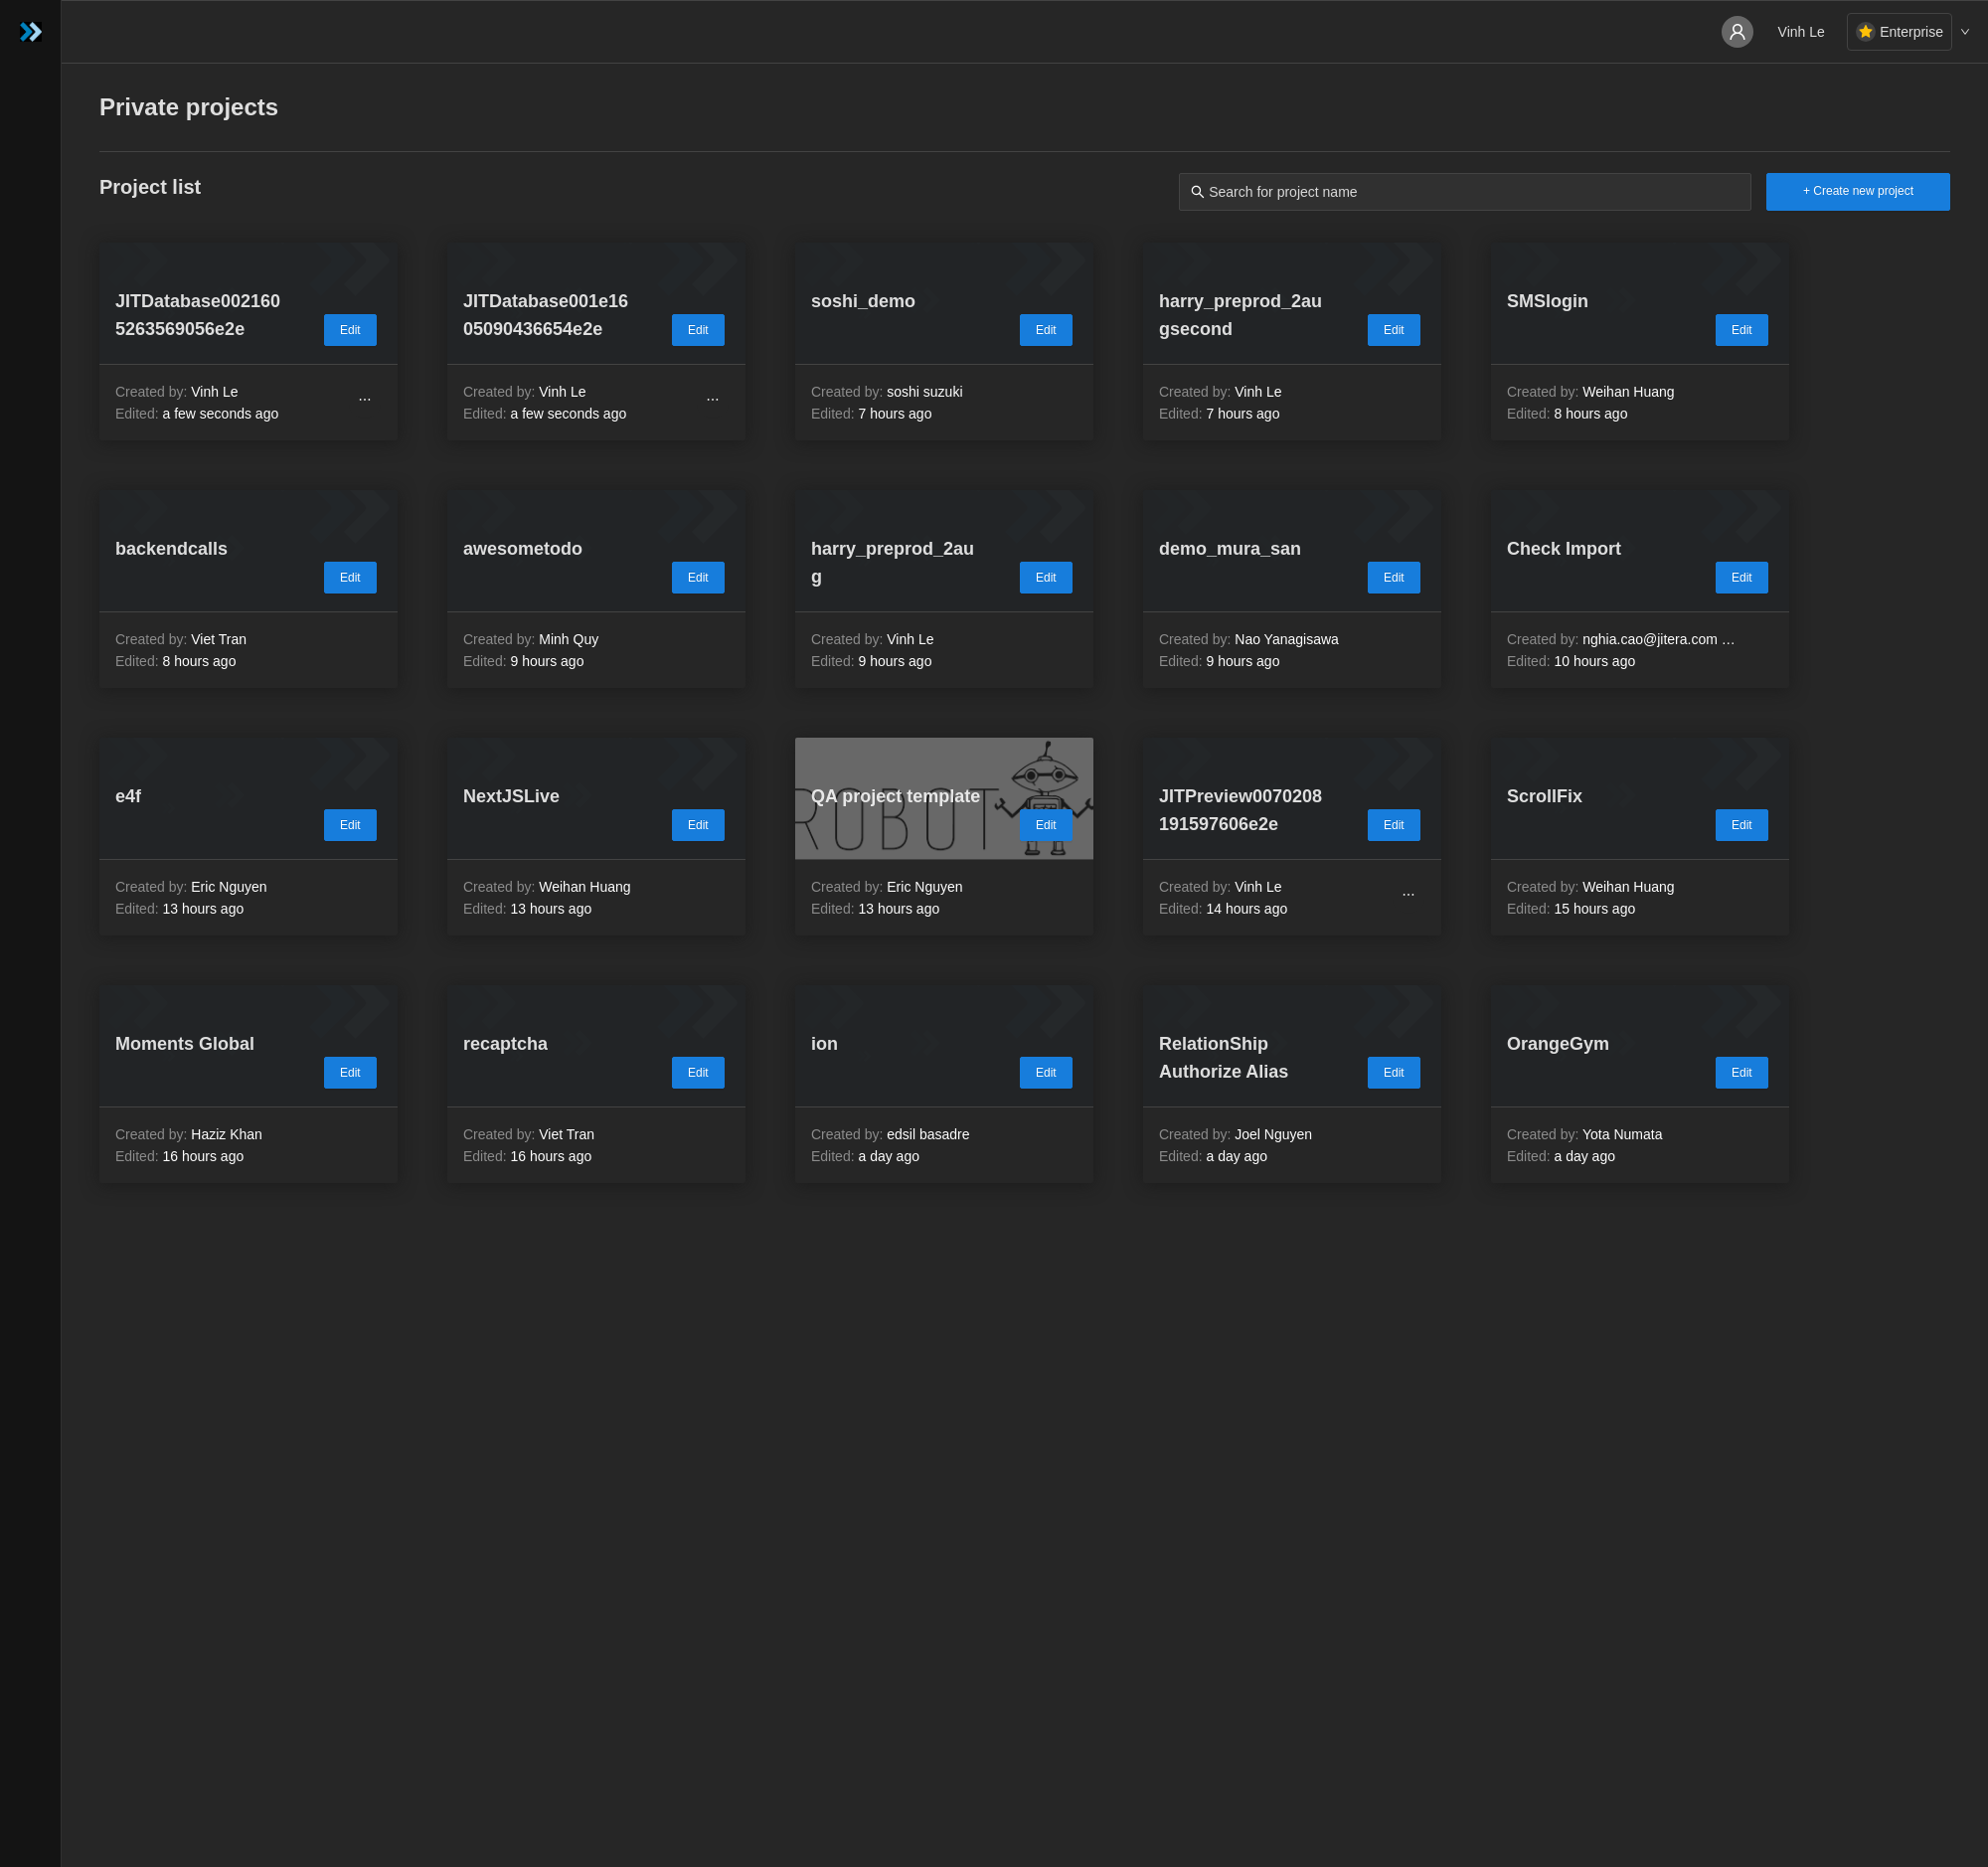 Vinh Le
Enterprise
Private projects
Project list
Search for project name
+ Create new project
JITDatabase002160
5263569056e2e
Edit
Created by: Vinh Le
...
Edited: a few seconds ago
JITDatabase001e16
05090436654e2e
Edit
Created by: Vinh Le
...
Edited: a few seconds ago
soshi_demo
Edit
Created by: soshi suzuki
Edited: 7 hours ago
harry_preprod_2au
gsecond
Edit
Created by: Vinh Le
Edited: 7 hours ago
SMSlogin
Edit
Created by: Weihan Huang
Edited: 8 hours ago
backendcalls
Edit
Created by: Viet Tran
Edited: 8 hours ago
awesometodo
Edit
Created by: Minh Quy
Edited: 9 hours ago
harry_preprod_2au
g
Edit
Created by: Vinh Le
Edited: 9 hours ago
demo_mura_san
Edit
Created by: Nao Yanagisawa
Edited: 9 hours ago
Check Import
Edit
Created by: nghia.cao@jitera.com …
Edited: 10 hours ago
e4f
Edit
Created by: Eric Nguyen
Edited: 13 hours ago
NextJSLive
Edit
Created by: Weihan Huang
Edited: 13 hours ago
QA project template
ROBOT
Edit
Created by: Eric Nguyen
Edited: 13 hours ago
JITPreview0070208
191597606e2e
Edit
Created by: Vinh Le
...
Edited: 14 hours ago
ScrollFix
Edit
Created by: Weihan Huang
Edited: 15 hours ago
Moments Global
Edit
Created by: Haziz Khan
Edited: 16 hours ago
recaptcha
Edit
Created by: Viet Tran
Edited: 16 hours ago
ion
Edit
Created by: edsil basadre
Edited: a day ago
RelationShip
Authorize Alias
Edit
Created by: Joel Nguyen
Edited: a day ago
OrangeGym
Edit
Created by: Yota Numata
Edited: a day ago